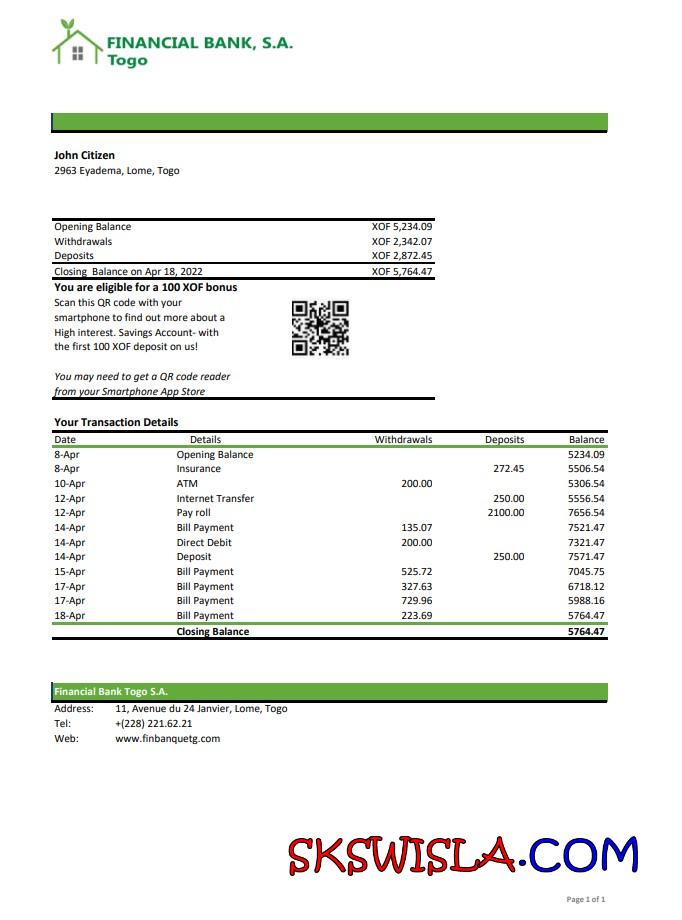 FINANCIAL BANK, S.A.
Togo
John Citizen
2963 Eyadema, Lome, Togo
Opening Balance XOF 5,234.09
Withdrawals XOF 2,342.07
Deposits XOF 2,872.45
Closing Balance on Apr 18, 2022 XOF 5,764.47
You are eligible for a 100 XOF bonus
Scan this QR code with your
smartphone to find out more about a
High interest. Savings Account- with
the first 100 XOF deposit on us!
You may need to get a QR code reader
from your Smartphone App Store
Your Transaction Details
Date Details Withdrawals Deposits Balance
8-Apr Opening Balance 5234.09
8-Apr Insurance 272.45 5506.54
10-Apr ATM 200.00 5306.54
12-Apr Internet Transfer 250.00 5556.54
12-Apr Pay roll 2100.00 7656.54
14-Apr Bill Payment 135.07 7521.47
14-Apr Direct Debit 200.00 7321.47
14-Apr Deposit 250.00 7571.47
15-Apr Bill Payment 525.72 7045.75
17-Apr Bill Payment 327.63 6718.12
17-Apr Bill Payment 729.96 5988.16
18-Apr Bill Payment 223.69 5764.47
Closing Balance 5764.47
Financial Bank Togo S.A.
Address: 11, Avenue du 24 Janvier, Lome, Togo
Tel: +(228) 221.62.21
Web: www.finbanquetg.com
SKSWISLA.COM
Page 1 of 1